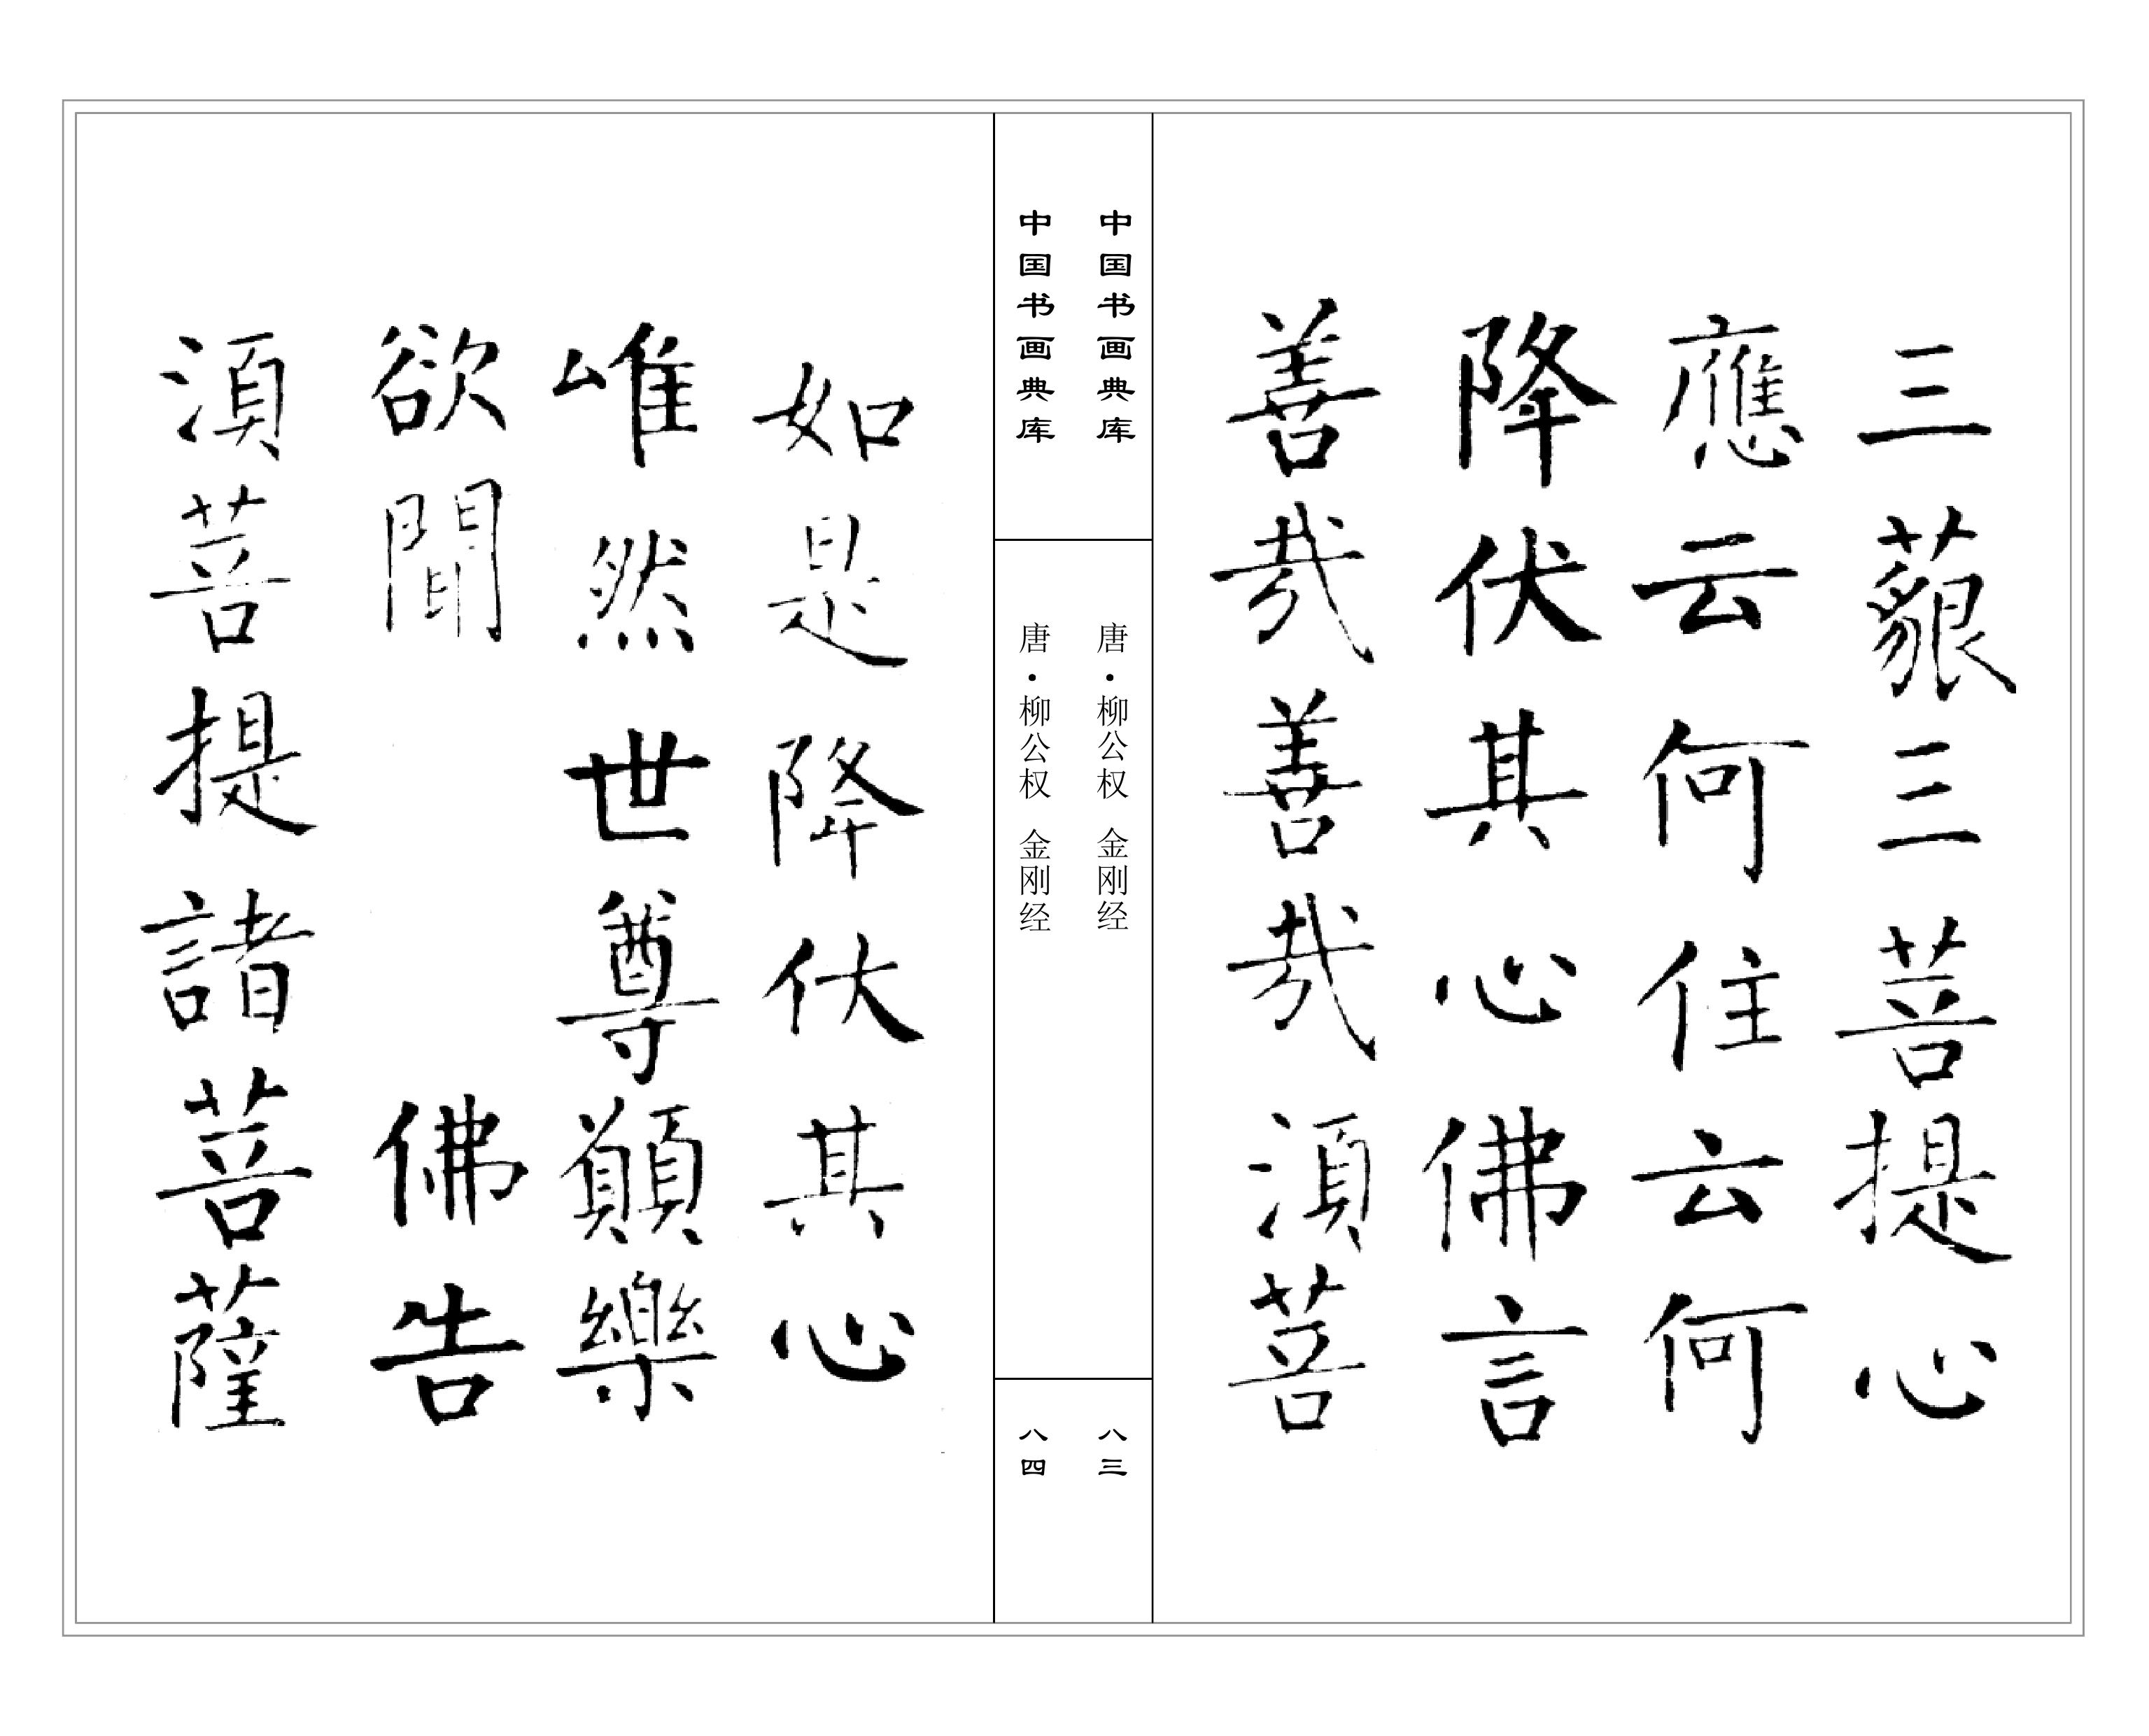 三藐三菩提心
應云何住云何
降伏其心佛言
善哉善哉須菩
中国书画典库
唐·柳公权 金刚经
八三
中国书画典库
唐·柳公权 金刚经
八四
如是降伏其心
唯然世尊願樂
欲聞 佛告
須菩提諸菩薩